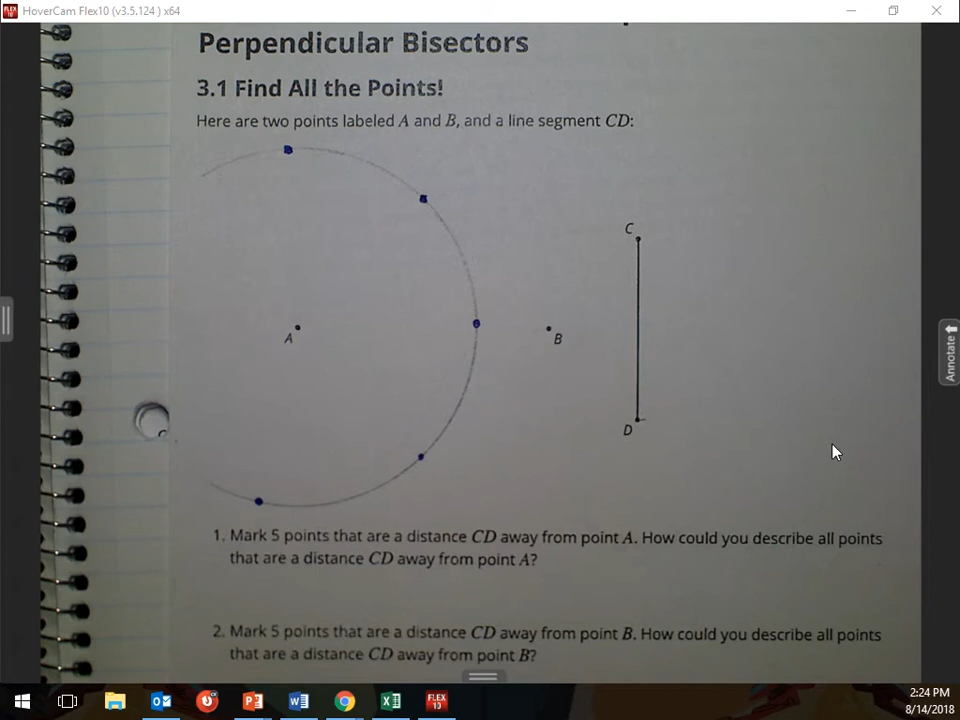 HoverCam Flex10 (v3.5.124 ) x64
Perpendicular Bisectors
3.1 Find All the Points!
Here are two points labeled A and B, and a line segment CD:
C
A
B
D
Annotate
1. Mark 5 points that are a distance CD away from point A. How could you describe all points
that are a distance CD away from point A?
2. Mark 5 points that are a distance CD away from point B. How could you describe all points
that are a distance CD away from point B?
FLEX
10
2:24 PM
8/14/2018